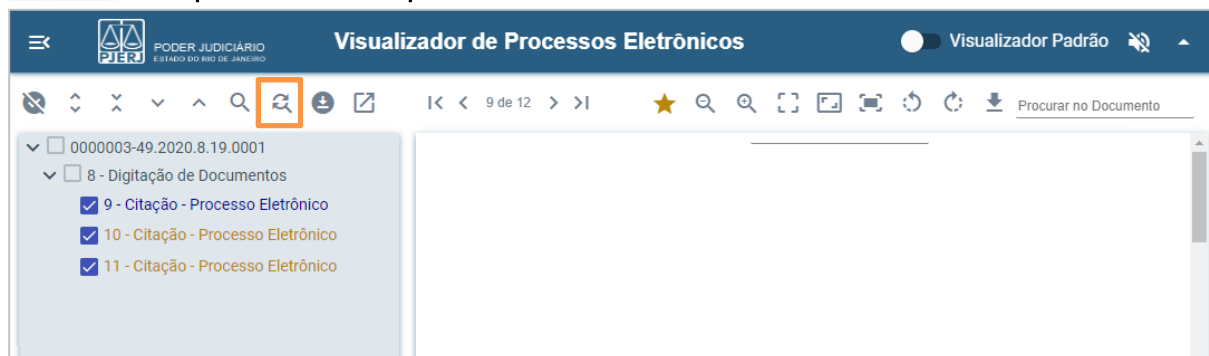 PJERJ
PODER JUDICIÁRIO
ESTADO DO RIO DE JANEIRO
Visualizador de Processos Eletrônicos
Visualizador Padrão
9 de 12
Procurar no Documento
0000003-49.2020.8.19.0001
8 - Digitação de Documentos
9 - Citação - Processo Eletrônico
10 - Citação - Processo Eletrônico
11 - Citação - Processo Eletrônico